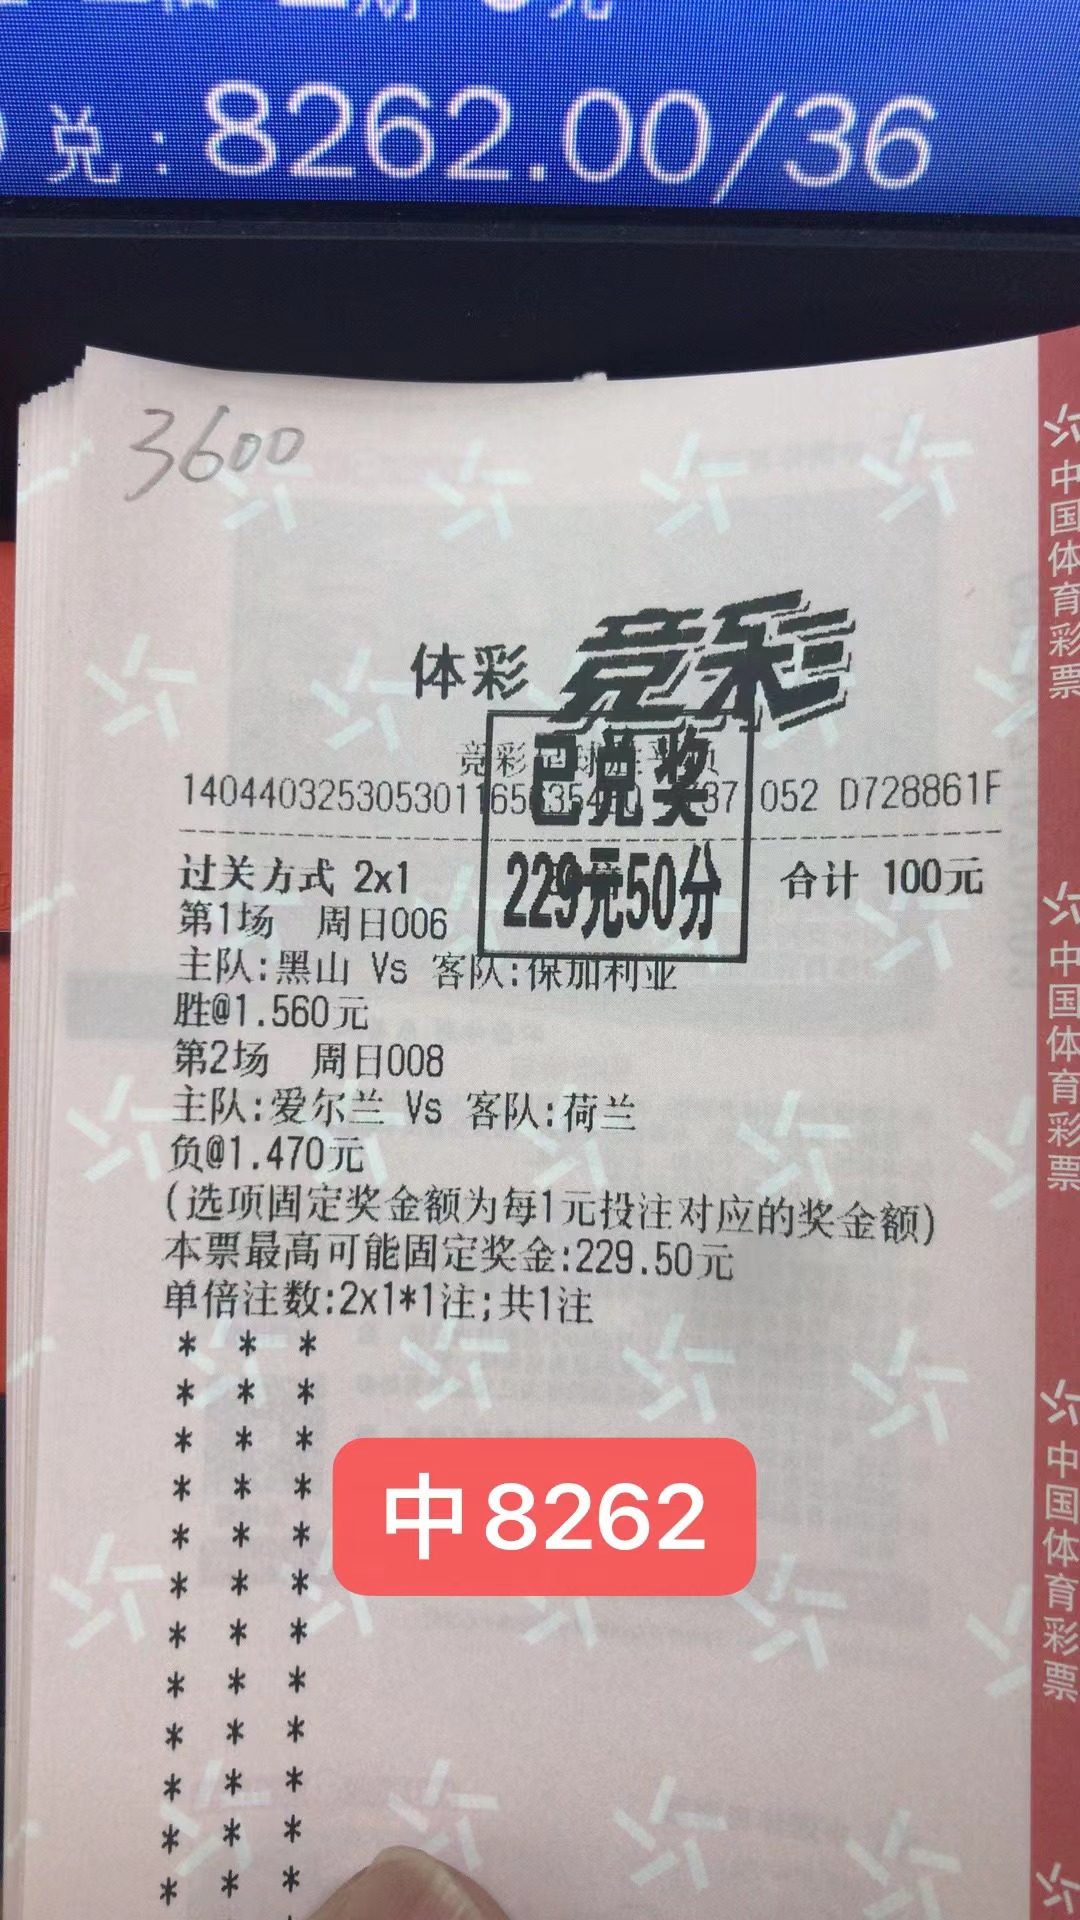 兑:8262.00/36
3600
体彩 竞彩
已兑奖
229元50分
D728861F
过关方式 2x1
合计 100元
第1场 周日006
主队:黑山 Vs 客队:保加利亚
胜@1.560元
第2场 周日008
主队:爱尔兰 Vs 客队:荷兰
负@1.470元
(选项固定奖金额为每1元投注对应的奖金额)
本票最高可能固定奖金:229.50元
单倍注数:2x1*1注;共1注
* * *
* * *
* * *
* * *
* * *
* * *
* * *
* * *
* * *
* * *
* * *
* * *
中8262
中国体育彩票
中国体育彩票
中国体育彩票